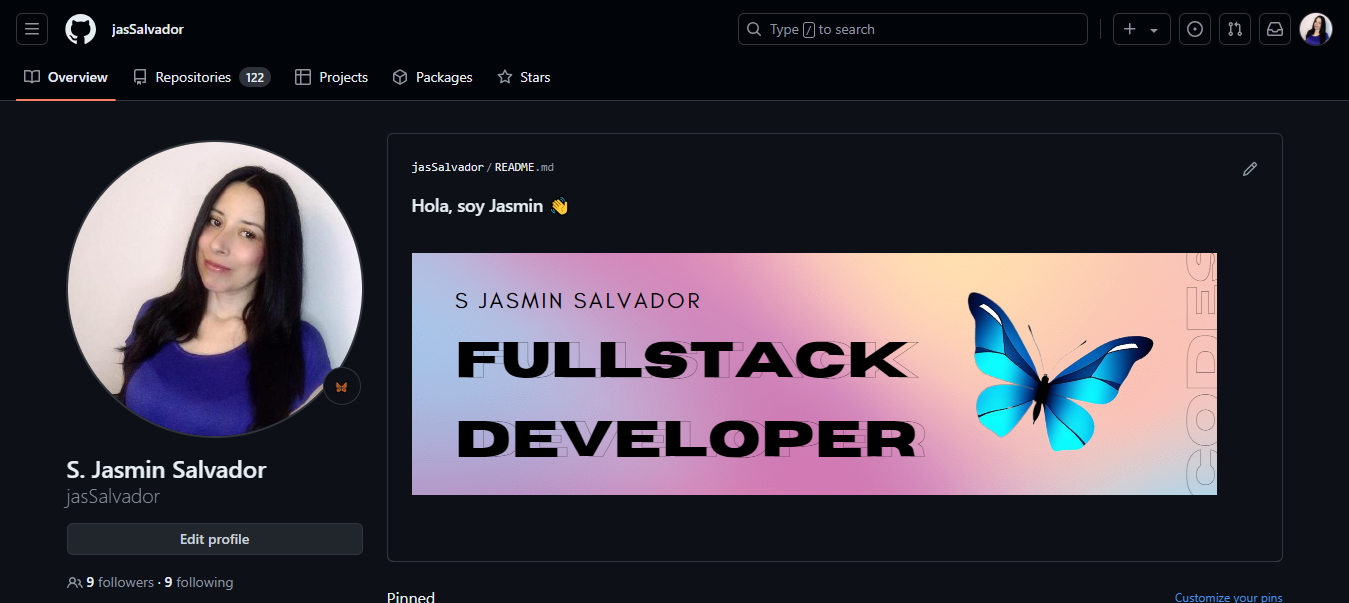 jasSalvador
Type / to search
Overview
Repositories 122
Projects
Packages
Stars
jasSalvador/README.md
Hola, soy Jasmin 👋
S JASMIN SALVADOR
FULLSTACK
DEVELOPER
CODES
S. Jasmin Salvador
jasSalvador
Edit profile
9 followers · 9 following
Pinned
Customize your pins